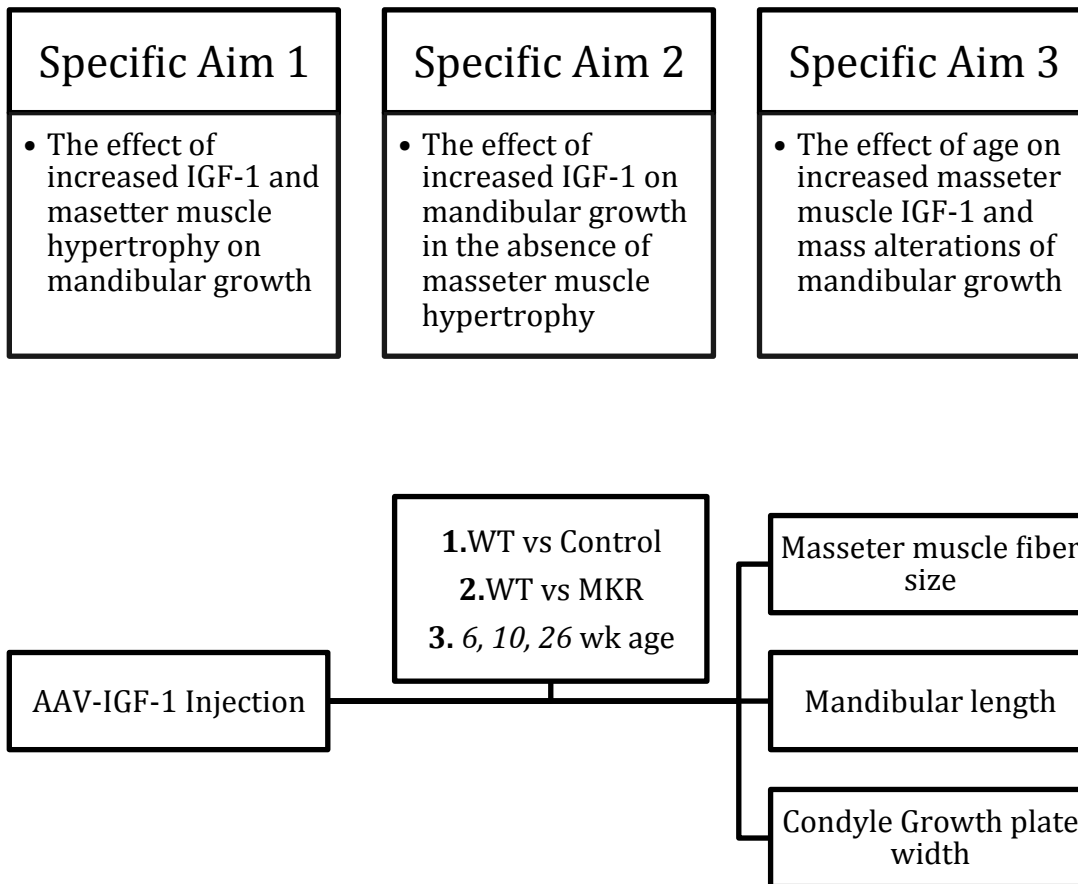 Specific Aim 1
• The effect of
increased IGF-1 and
masetter muscle
hypertrophy on
mandibular growth
Specific Aim 2
• The effect of
increased IGF-1 on
mandibular growth
in the absence of
masseter muscle
hypertrophy
Specific Aim 3
• The effect of age on
increased masseter
muscle IGF-1 and
mass alterations of
mandibular growth
AAV-IGF-1 Injection
1.WT vs Control
2.WT vs MKR
3. 6, 10, 26 wk age
Masseter muscle fiber
size
Mandibular length
Condyle Growth plate
width